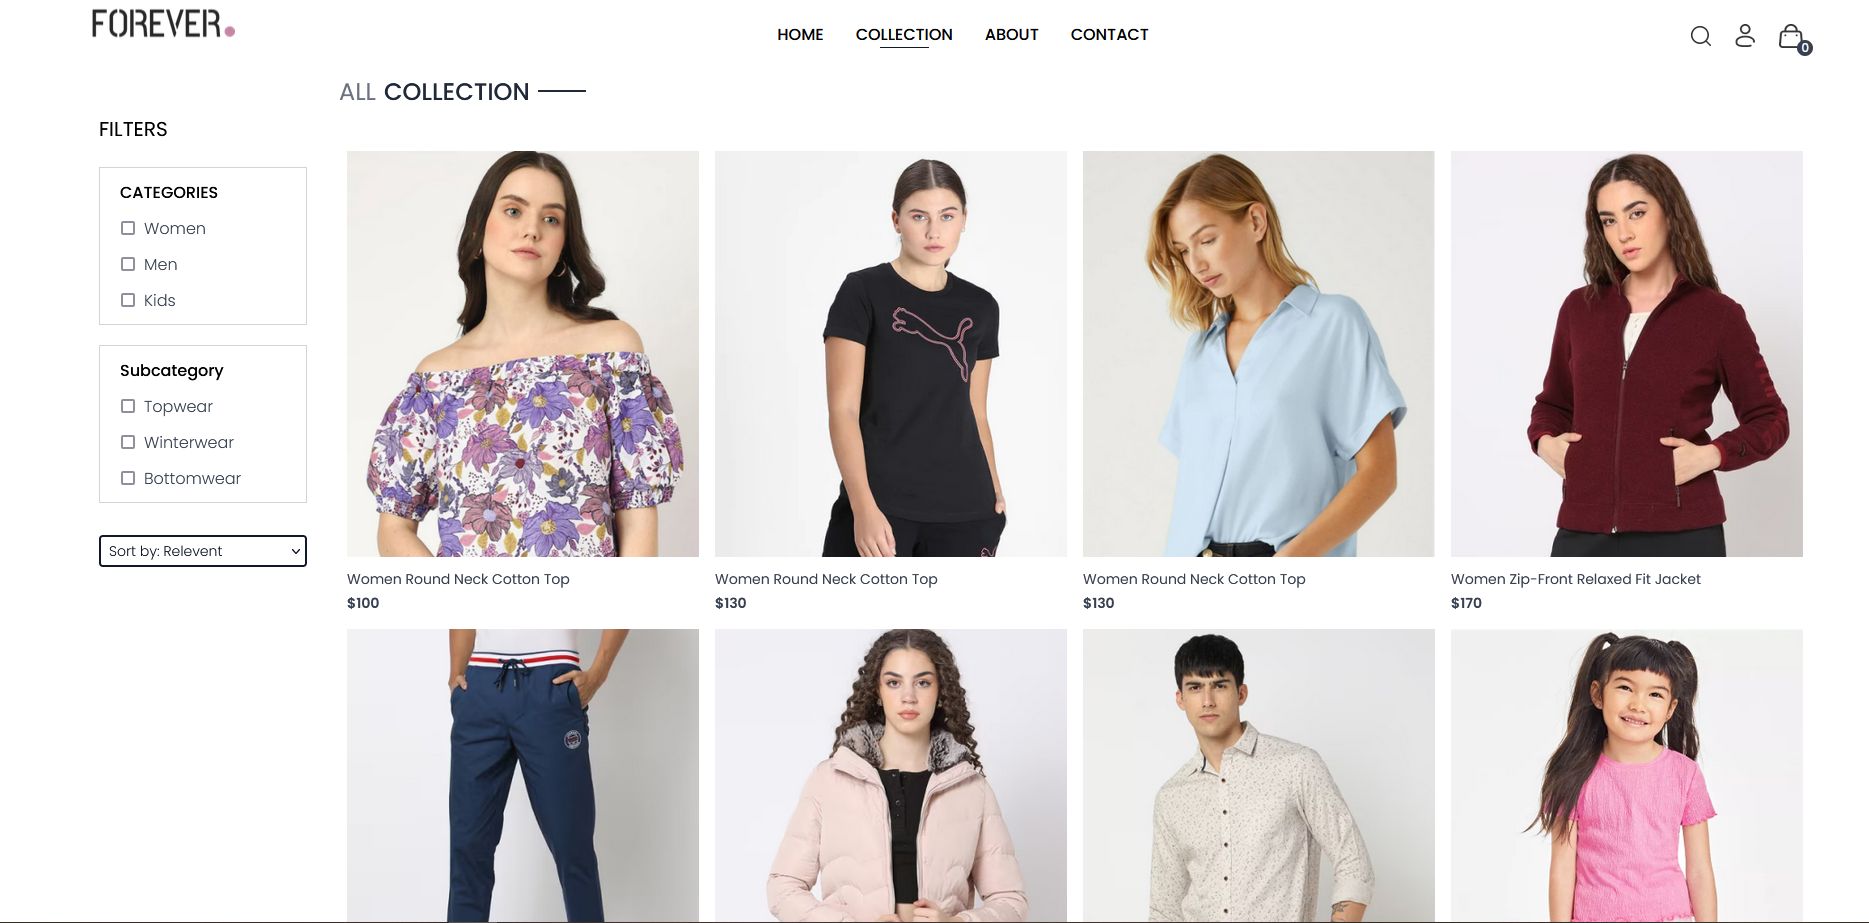 FOREVER.
HOME COLLECTION ABOUT CONTACT
0
ALL COLLECTION
FILTERS
CATEGORIES
Women
Men
Kids
Subcategory
Topwear
Winterwear
Bottomwear
Sort by: Relevent
Women Round Neck Cotton Top
$100
Women Round Neck Cotton Top
$130
Women Round Neck Cotton Top
$130
Women Zip-Front Relaxed Fit Jacket
$170